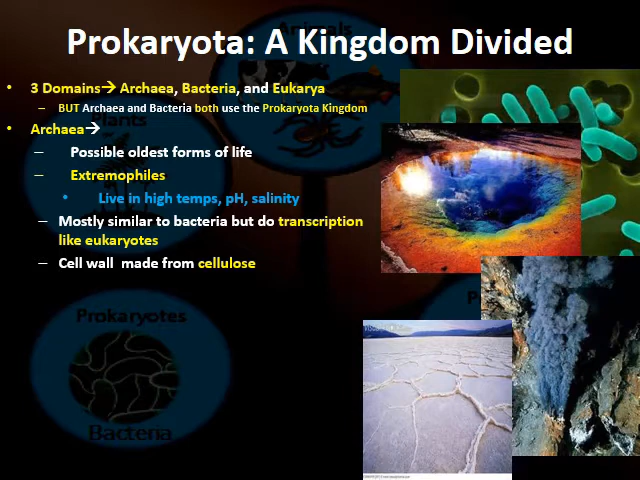 Prokaryota: A Kingdom Divided
• 3 Domains→ Archaea, Bacteria, and Eukarya
– BUT Archaea and Bacteria both use the Prokaryota Kingdom
• Archaea→
– Possible oldest forms of life
– Extremophiles
• Live in high temps, pH, salinity
– Mostly similar to bacteria but do transcription
like eukaryotes
– Cell wall made from cellulose
Animals
Plants
Prokaryotes
Bacteria